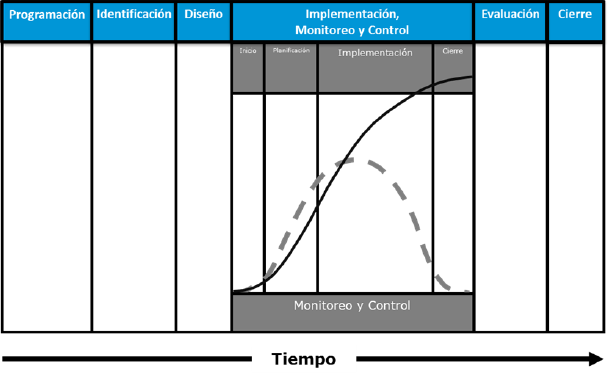 Programación
Identificación
Diseño
Implementación,
Monitoreo y Control
Evaluación
Cierre
Inicio
Planificación
Implementación
Cierre
Monitoreo y Control
Tiempo